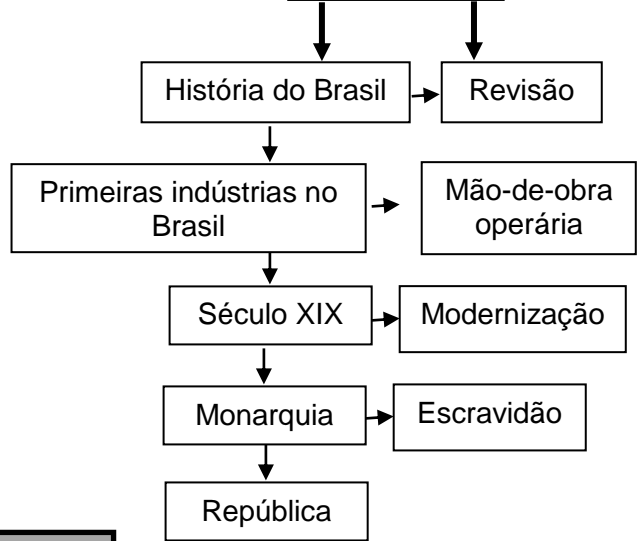 História do Brasil
Revisão
Primeiras indústrias no
Brasil
Mão-de-obra
operária
Século XIX
Modernização
Monarquia
Escravidão
República